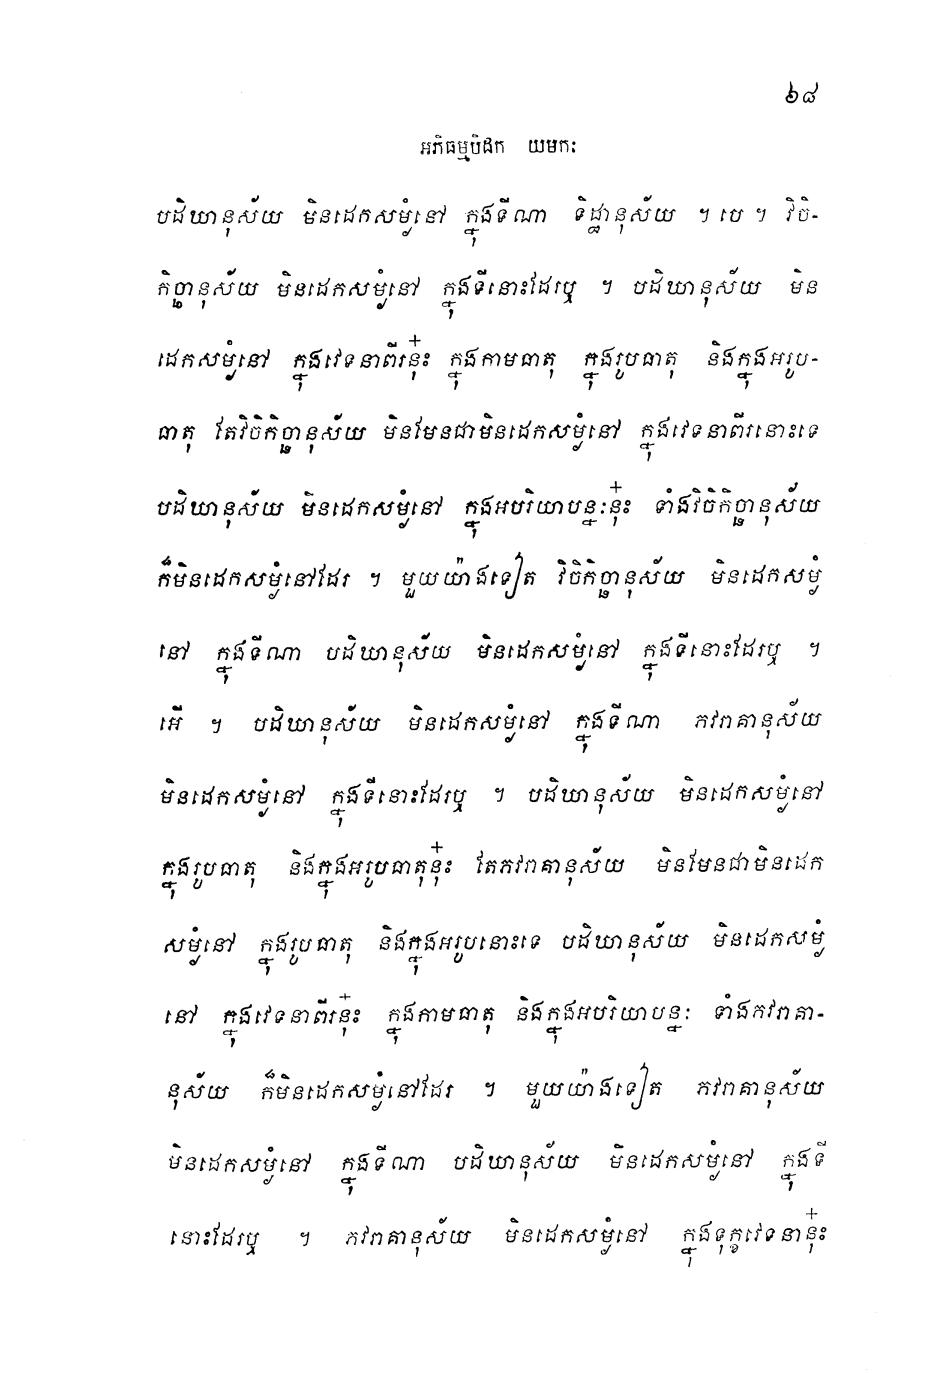 ៦៨
អភិធម្មបិដក យមកៈ
បដិឃានុស័យ មិនដេកសម្ងំនៅ ក្នុងទីណា ទិដ្ឋានុស័យ ។ បេ ។ វិចិ-
កិច្ឆានុស័យ មិនដេកសម្ងំនៅ ក្នុងទីនោះដែរឬ ។ បដិឃានុស័យ មិន
ដេកសម្ងំនៅ ក្នុងវេទនាពីរនុ៎ះ ក្នុងកាមធាតុ ក្នុងរូបធាតុ និងក្នុងអរូប-
ធាតុ តែវិចិកិច្ឆានុស័យ មិនមែនជាមិនដេកសម្ងំនៅ ក្នុងវេទនាពីរនោះទេ
បដិឃានុស័យ មិនដេកសម្ងំនៅ ក្នុងអបរិយាបន្នៈនុ៎ះ ទាំងវិចិកិច្ឆានុស័យ
ក៏មិនដេកសម្ងំនៅដែរ ។ មួយយ៉ាងទៀត វិចិកិច្ឆានុស័យ មិនដេកសម្ងំ
នៅ ក្នុងទីណា បដិឃានុស័យ មិនដេកសម្ងំនៅ ក្នុងទីនោះដែរឬ ។
អើ ។ បដិឃានុស័យ មិនដេកសម្ងំនៅ ក្នុងទីណា ភវរាគានុស័យ
មិនដេកសម្ងំនៅ ក្នុងទីនោះដែរឬ ។ បដិឃានុស័យ មិនដេកសម្ងំនៅ
ក្នុងរូបធាតុ និងក្នុងអរូបធាតុនុ៎ះ តែភវរាគានុស័យ មិនមែនជាមិនដេក
សម្ងំនៅ ក្នុងរូបធាតុ និងក្នុងអរូបនោះទេ បដិឃានុស័យ មិនដេកសម្ងំ
នៅ ក្នុងវេទនាពីរនុ៎ះ ក្នុងកាមធាតុ និងក្នុងអបរិយាបន្នៈ ទាំងភវរាគា-
នុស័យ ក៏មិនដេកសម្ងំនៅដែរ ។ មួយយ៉ាងទៀត ភវរាគានុស័យ
មិនដេកសម្ងំនៅ ក្នុងទីណា បដិឃានុស័យ មិនដេកសម្ងំនៅ ក្នុងទី
នោះដែរឬ ។ ភវរាគានុស័យ មិនដេកសម្ងំនៅ ក្នុងទុក្ខវេទនានុ៎ះ